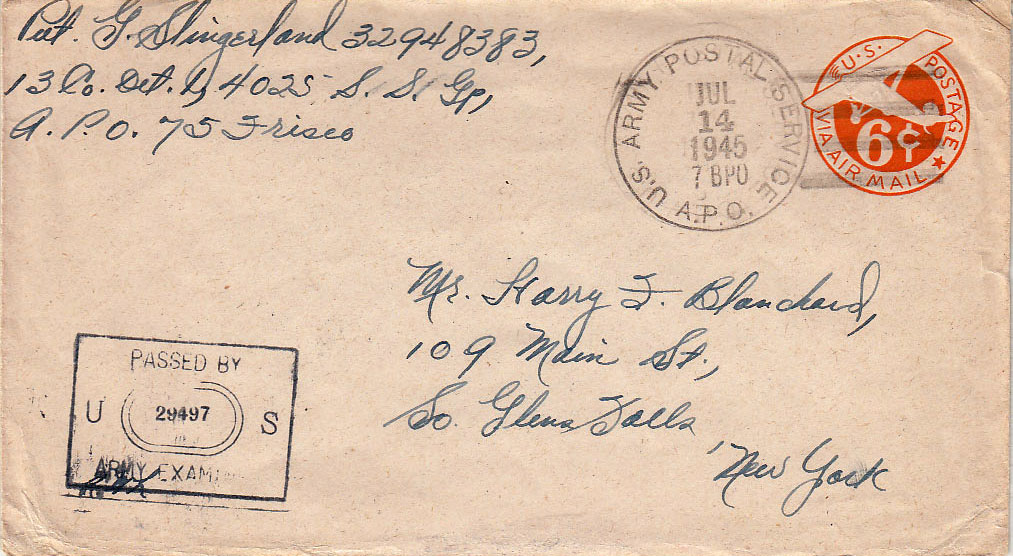 Pvt. G. Slingerland 32948383,
13 Co. Det. 1, 4025 S. S. Gp,
A. P. O. 75 Frisco
U.S. ARMY POSTAL SERVICE
JUL
14
1945
7 BPO
A.P.O.
U.S. POSTAGE
6¢
VIA AIR MAIL
Mr. Harry F. Blanchard,
109 Main St.,
So. Glens Falls
New York
PASSED BY
U 29497 S
ARMY EXAM